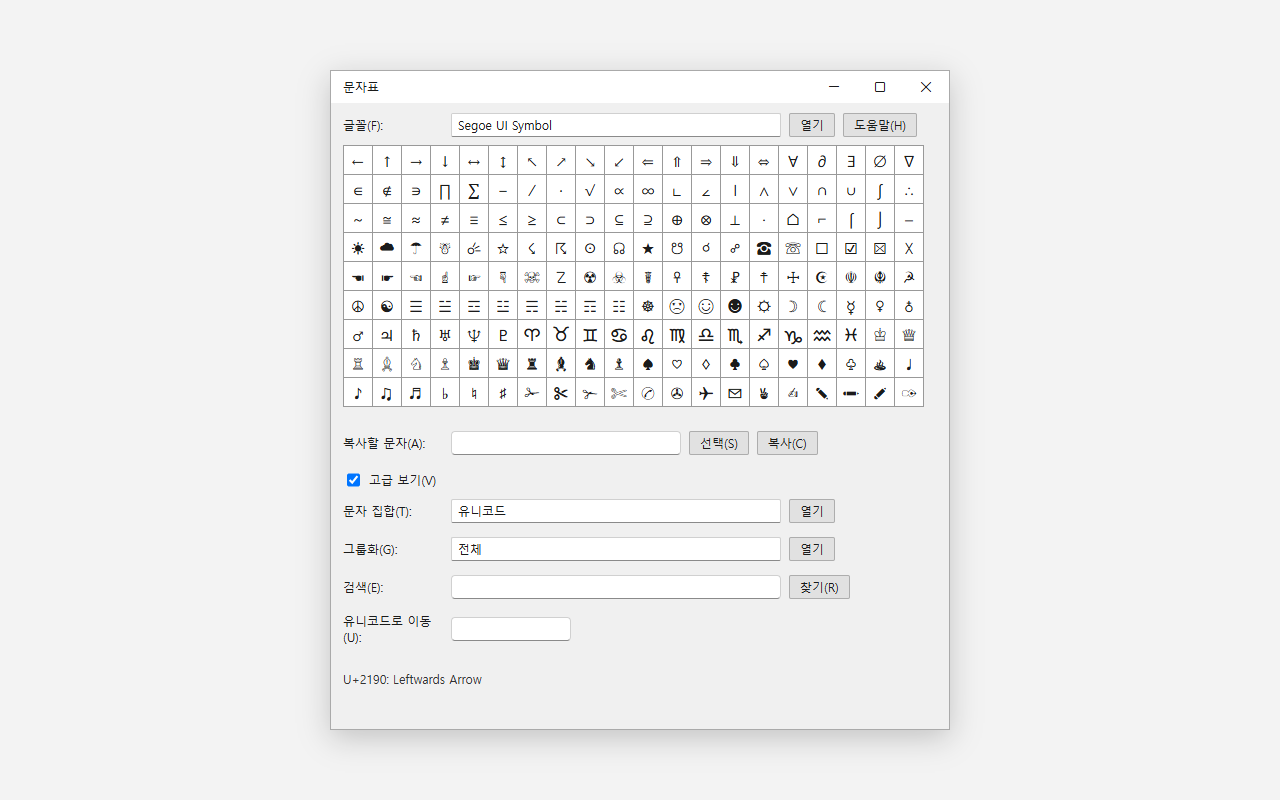 문자표
글꼴(F): Segoe UI Symbol 열기 도움말(H)
← ↑ → ↓ ↔ ↕ ↖ ↗ ↘ ↙ ⇐ ⇑ ⇒ ⇓ ⇔ ∀ ∂ ∃ ∅ ∇
∈ ∉ ∋ ∏ ∑ − ∕ ∙ √ ∝ ∞ ∟ ∠ ∣ ∧ ∨ ∩ ∪ ∫ ∴
∼ ≅ ≈ ≠ ≡ ≤ ≥ ⊂ ⊃ ⊆ ⊇ ⊕ ⊗ ⊥ ⋅ ⌂ ⌐ ⌠ ⌡ ─
☀ ☁ ☂ ☃ ☄ ☆ ☇ ☈ ☉ ☊ ★ ☋ ☌ ☍ ☎ ☏ ☐ ☑ ☒ ☓
☚ ☛ ☜ ☝ ☞ ☟ ☠ ☡ ☢ ☣ ☤ ♀ ☦ ☧ ☨ ☩ ☪ ☫ ☬ ☭
☮ ☯ ☰ ☱ ☲ ☳ ☴ ☵ ☶ ☷ ☸ ☹ ☺ ☻ ☼ ☽ ☾ ☿ ♀ ♁
♂ ♃ ♄ ♅ ♆ ♇ ♈ ♉ ♊ ♋ ♌ ♍ ♎ ♏ ♐ ♑ ♒ ♓ ♔ ♕
♖ ♗ ♘ ♙ ♚ ♛ ♜ ♝ ♞ ♟ ♠ ♡ ♢ ♣ ♤ ♥ ♦ ♧ ♨ ♩
♪ ♫ ♬ ♭ ♮ ♯ ✁ ✂ ✃ ✄ ✆ ✇ ✈ ✉ ✌ ✍ ✎ ✏ ✐ ✑
복사할 문자(A): 선택(S) 복사(C)
고급 보기(V)
문자 집합(T): 유니코드 열기
그룹화(G): 전체 열기
검색(E): 찾기(R)
유니코드로 이동
(U):
U+2190: Leftwards Arrow